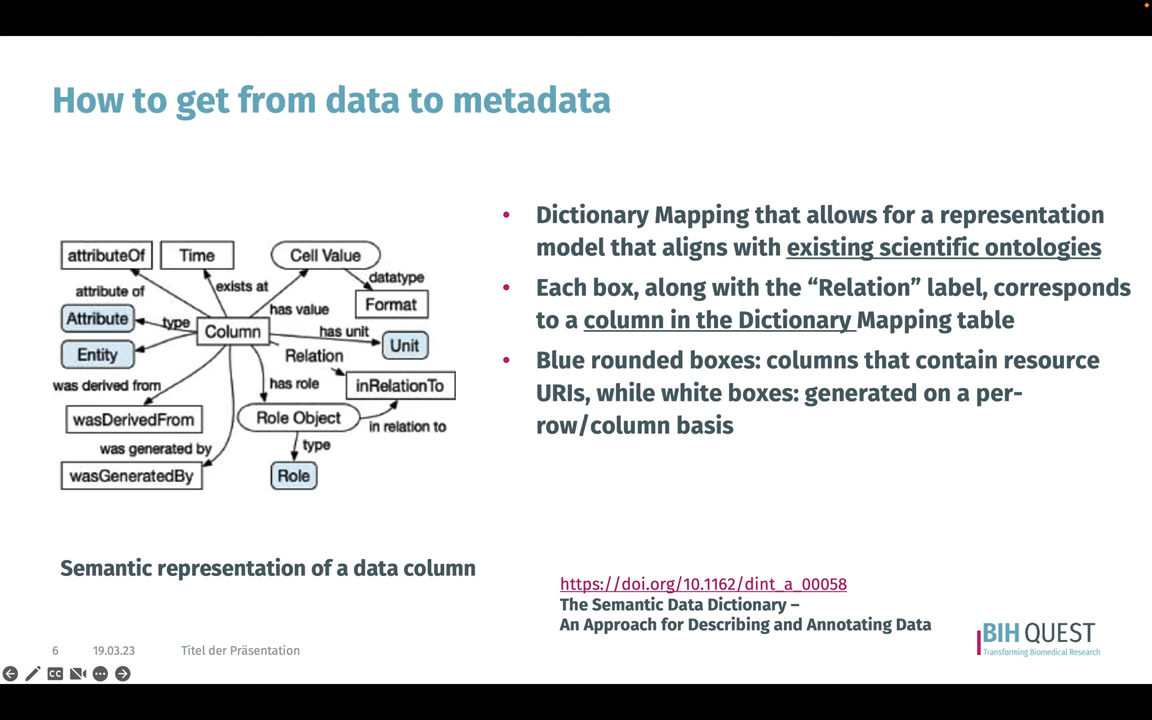 How to get from data to metadata
attributeOf
Time
Cell Value
exists at
datatype
attribute of
has value
Format
Attribute
type
Column
has unit
Unit
Entity
Relation
was derived from
has role
inRelationTo
wasDerivedFrom
Role Object
in relation to
was generated by
type
wasGeneratedBy
Role
Semantic representation of a data column
• Dictionary Mapping that allows for a representation
model that aligns with existing scientific ontologies
• Each box, along with the “Relation” label, corresponds
to a column in the Dictionary Mapping table
• Blue rounded boxes: columns that contain resource
URIs, while white boxes: generated on a per-
row/column basis
https://doi.org/10.1162/dint_a_00058
The Semantic Data Dictionary –
An Approach for Describing and Annotating Data
6 19.03.23 Titel der Präsentation
BIH QUEST
Transforming Biomedical Research
CC